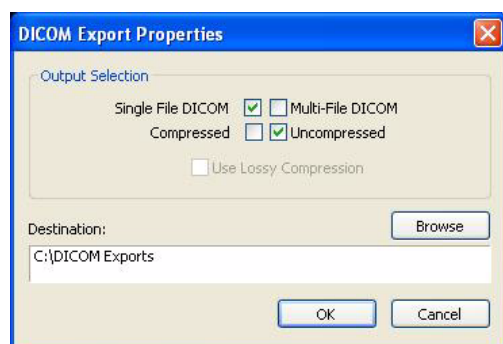 DICOM Export Properties
Output Selection
Single File DICOM Multi-File DICOM
Compressed Uncompressed
Use Lossy Compression
Destination:
Browse
C:\DICOM Exports
OK Cancel